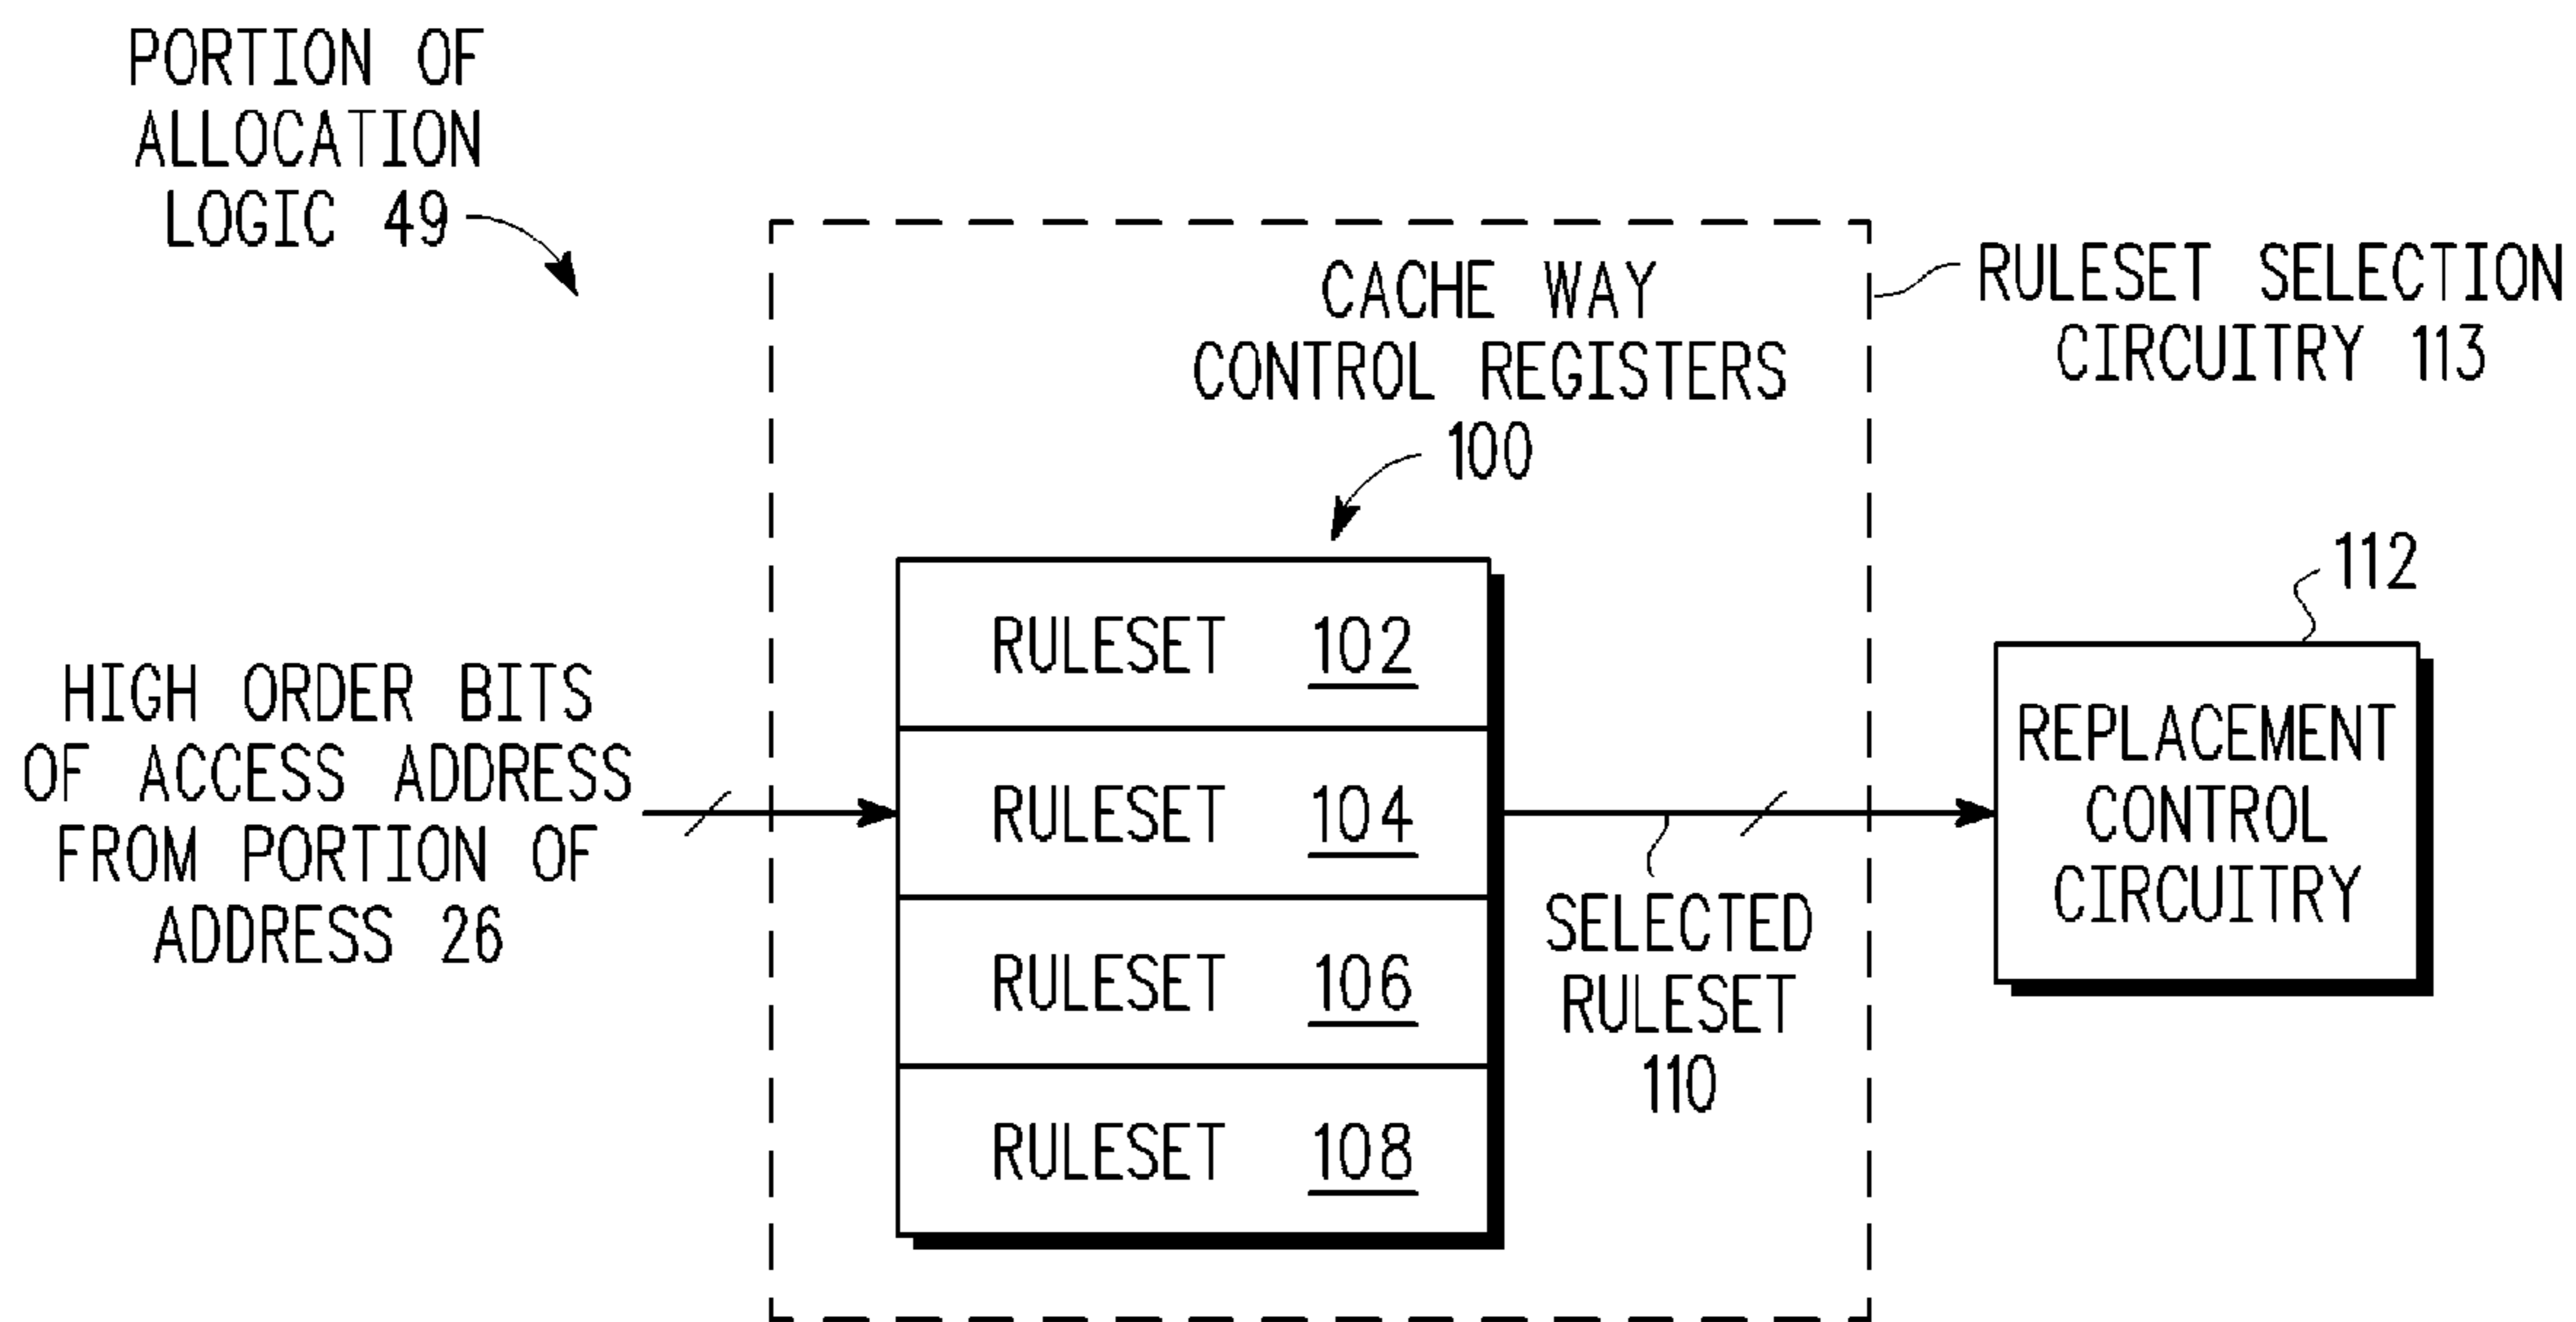 PORTION OF
ALLOCATION
LOGIC 49
CACHE WAY
CONTROL REGISTERS
100
RULESET SELECTION
CIRCUITRY 113
HIGH ORDER BITS
OF ACCESS ADDRESS
FROM PORTION OF
ADDRESS 26
RULESET 102
RULESET 104
RULESET 106
RULESET 108
SELECTED
RULESET
110
112
REPLACEMENT
CONTROL
CIRCUITRY